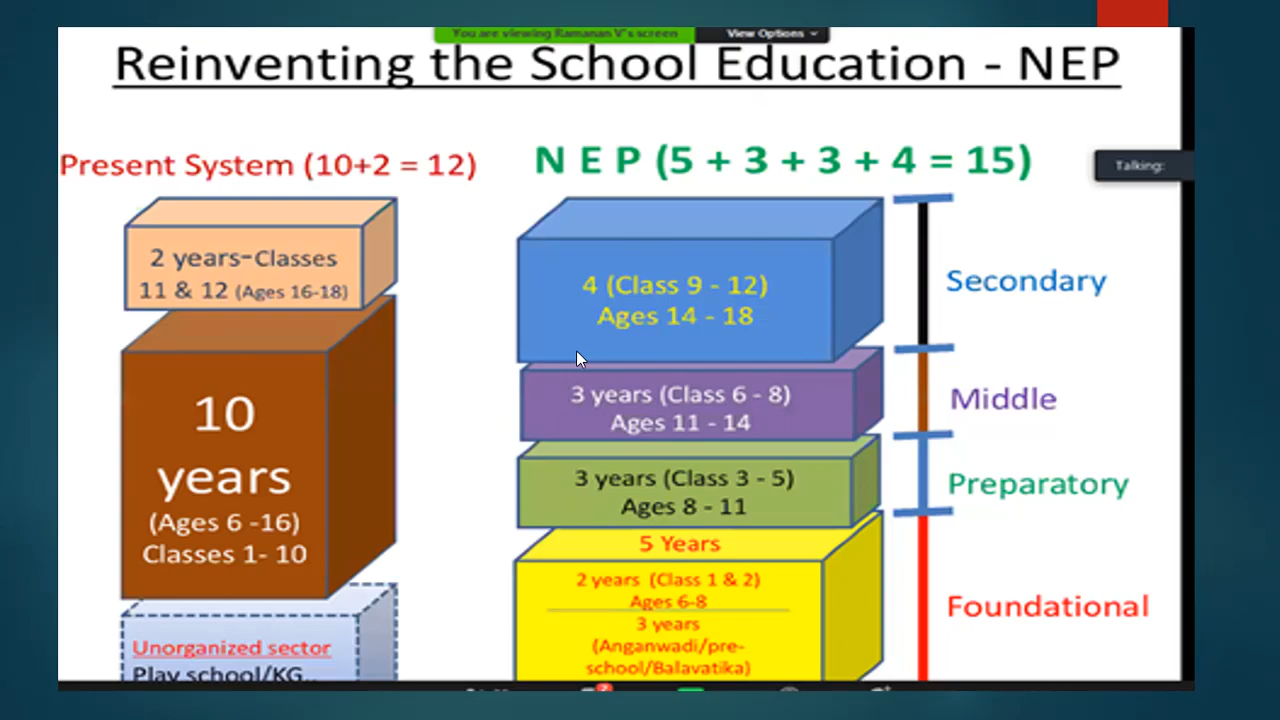 You are viewing Ramanan V's screen
View Options
Reinventing the School Education - NEP
Present System (10+2 = 12)
N E P (5 + 3 + 3 + 4 = 15)
Talking:
2 years-Classes
11 & 12 (Ages 16-18)
10
years
(Ages 6 -16)
Classes 1- 10
Unorganized sector
Play school/KG..
4 (Class 9 - 12)
Ages 14 - 18
3 years (Class 6 - 8)
Ages 11 - 14
3 years (Class 3 - 5)
Ages 8 - 11
5 Years
2 years (Class 1 & 2)
Ages 6-8
3 years
(Anganwadi/pre-
school/Balavatika)
Secondary
Middle
Preparatory
Foundational